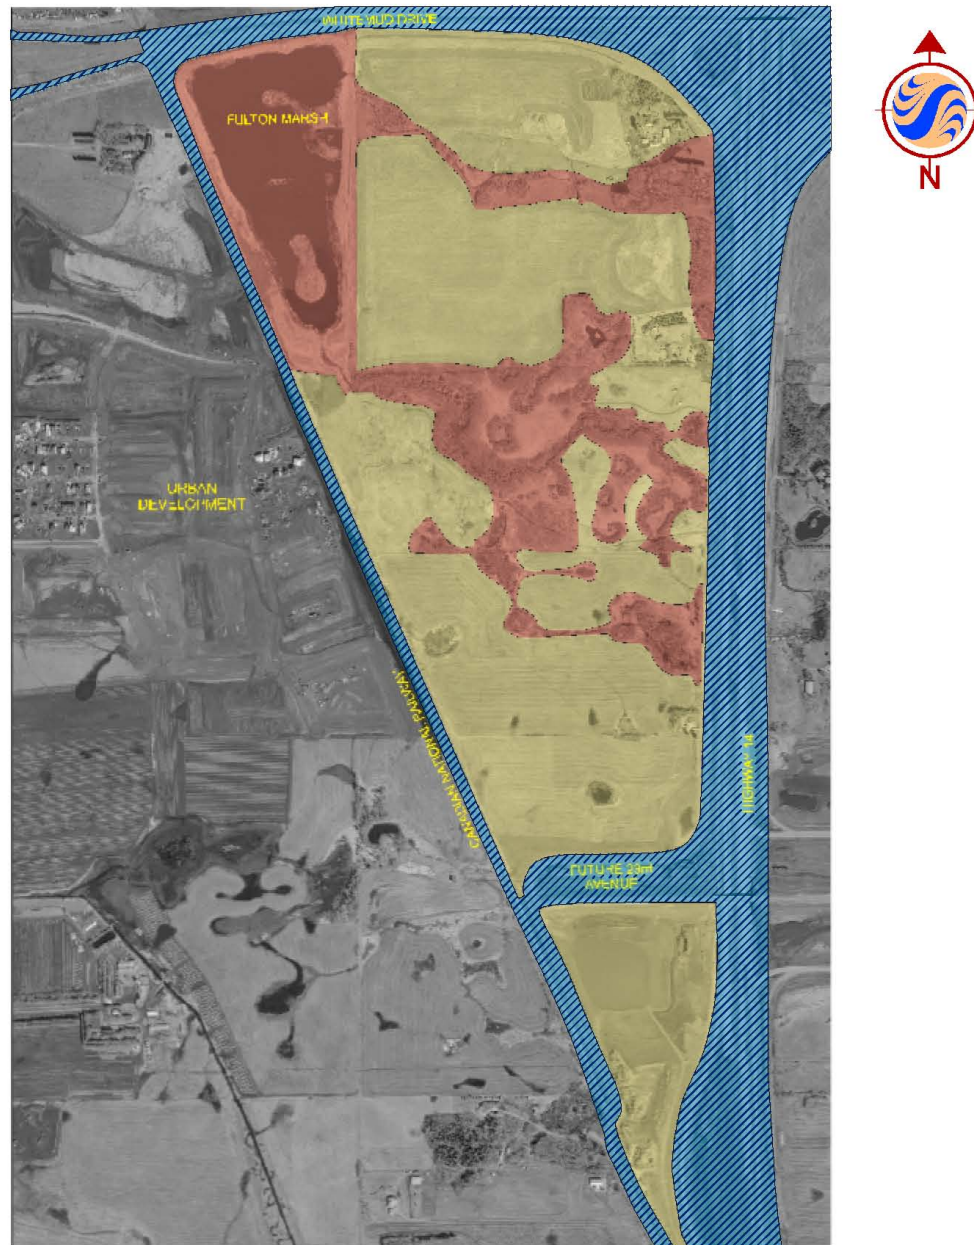 WHITEMUD DRIVE
FULTON MARSH
N
URBAN
DEVELOPMENT
CANADIAN NATIONAL RAILWAY
HIGHWAY 14
FUTURE 23rd
AVENUE